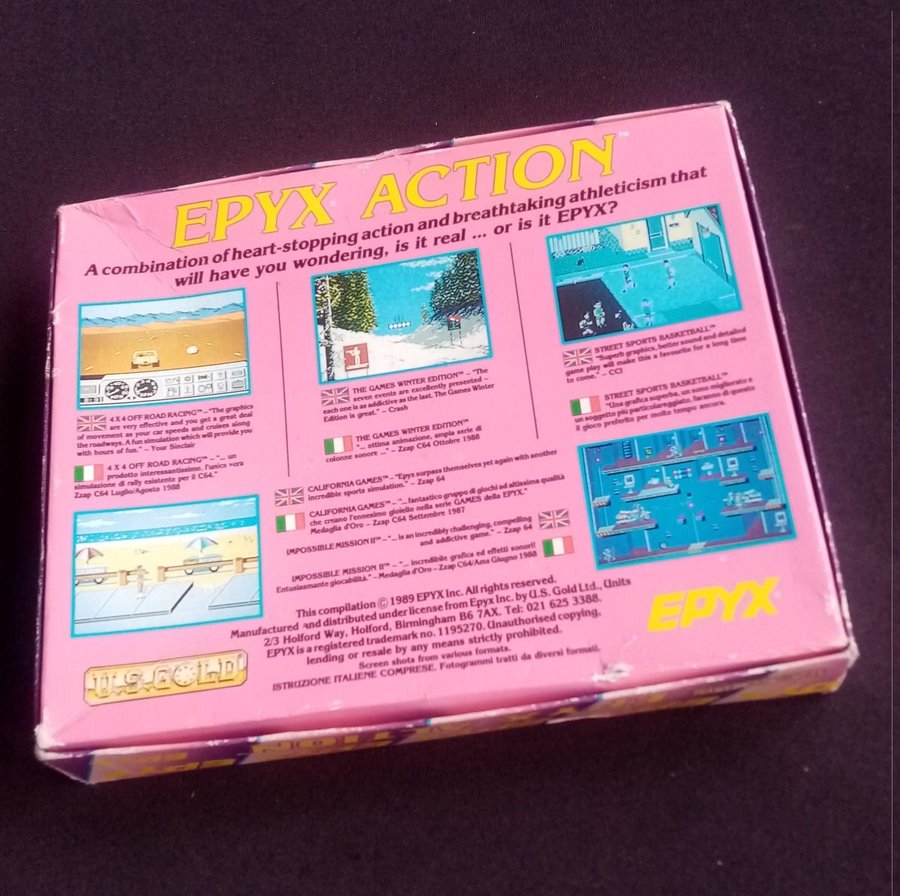 EPYX ACTION™
A combination of heart-stopping action and breathtaking athleticism that
will have you wondering, is it real ... or is it EPYX?
4 X 4 OFF ROAD RACING™ – "The graphics
are very effective and you get a great deal
of movement as your car speeds and cruises along
the roadways. A fun simulation which will provide you
with hours of fun." – Your Sinclair
4 X 4 OFF ROAD RACING™ – "... un
prodotto interessantissimo, l'unica vera
simulazione di rally esistente per il C64."
Zzap C64 Luglio/Agosto 1988
THE GAMES WINTER EDITION™ – "The
seven events are excellently presented –
each one is as addictive as the last. The Games Winter
Edition is great." – Crash
THE GAMES WINTER EDITION™
"... ottima animazione, ampia serie di
colonne sonore ..." – Zzap C64 Ottobre 1988
STREET SPORTS BASKETBALL™
"Superb graphics, better sound and detailed
game play will make this a favourite for a long time
to come." – CCI
STREET SPORTS BASKETBALL™
"Una grafica superba, un sono migliorato e
un soggetto più particolareggiato, faranno di questo
il gioco preferito per molto tempo ancora.
CALIFORNIA GAMES™ – "Epyx surpass themselves yet again with another
incredible sports simulation." – Zzap 64
CALIFORNIA GAMES™ – "... fantastico gruppo di giochi ad altissima qualità
che creano l'ennesimo gioiello nella serie GAMES della EPYX."
Medaglia d'Oro – Zzap C64 Settembre 1987
IMPOSSIBLE MISSION II™ – "... is an incredibly challenging, compelling
and addictive game." – Zzap 64
IMPOSSIBLE MISSION II™ – "... incredibile grafica ed effetti sonori!
Entusiasmante giocabilità." – Medaglia d'Oro – Zzap C64/Ams Giugno 1988
This compilation © 1989 EPYX Inc. All rights reserved.
Manufactured and distributed under license from Epyx Inc. by U.S. Gold Ltd., Units
2/3 Holford Way, Holford, Birmingham B6 7AX. Tel: 021 625 3388.
EPYX is a registered trademark no. 1195270. Unauthorised copying,
lending or resale by any means strictly prohibited.
Screen shots from various formats.
ISTRUZIONE ITALIENE COMPRESE. Fotogrammi tratti da diversi formati.
U.S. GOLD
EPYX